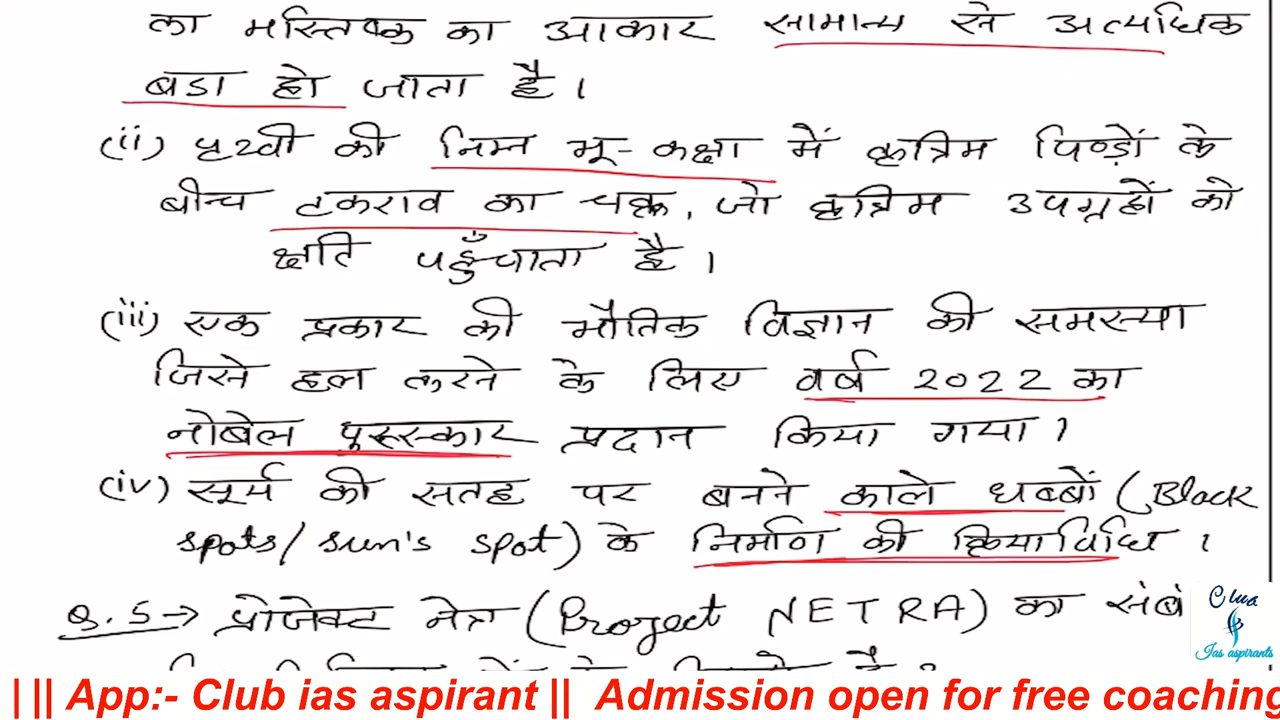 ला मस्तिष्क का आकार सामान्य से अत्यधिक
बडा हो जाता है।
(ii) पृथ्वी की निम्न भू-कक्षा में कृत्रिम पिण्ड़ों के
बीच टकराव का चक्र, जो कृत्रिम उपग्रहों को
क्षति पहुँचाता है।
(iii) एक प्रकार की भौतिक विज्ञान की समस्या
जिसे हल करने के लिए वर्ष 2022 का
नोबेल पुरूस्कार प्रदान किया गया।
(iv) सूर्य की सतह पर बनने काले धब्बों (Black
spots/sun's spot) के निर्माण की क्रियाविधि।
Q.5→ प्रोजेक्ट नेत्रा (Project NETRA) का संबं
Club
Ias aspirants
| || App:- Club ias aspirant || Admission open for free coaching